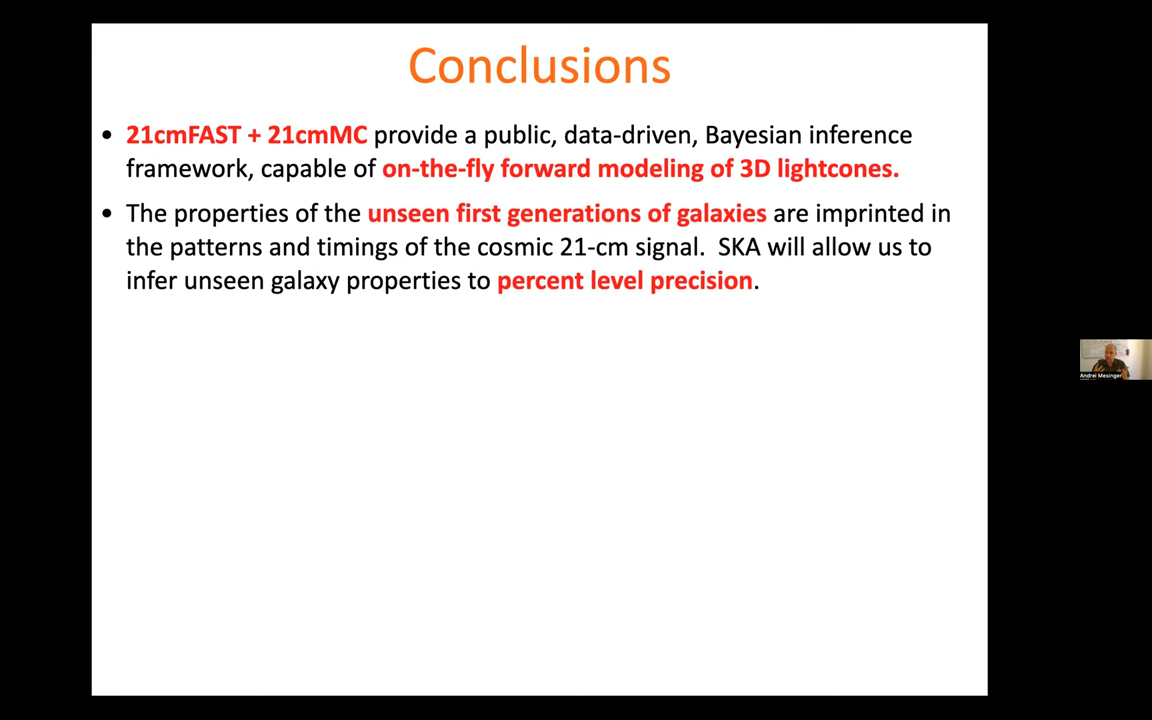 Conclusions
• 21cmFAST + 21cmMC provide a public, data-driven, Bayesian inference
framework, capable of on-the-fly forward modeling of 3D lightcones.
• The properties of the unseen first generations of galaxies are imprinted in
the patterns and timings of the cosmic 21-cm signal.  SKA will allow us to
infer unseen galaxy properties to percent level precision.
Andrei Mesinger